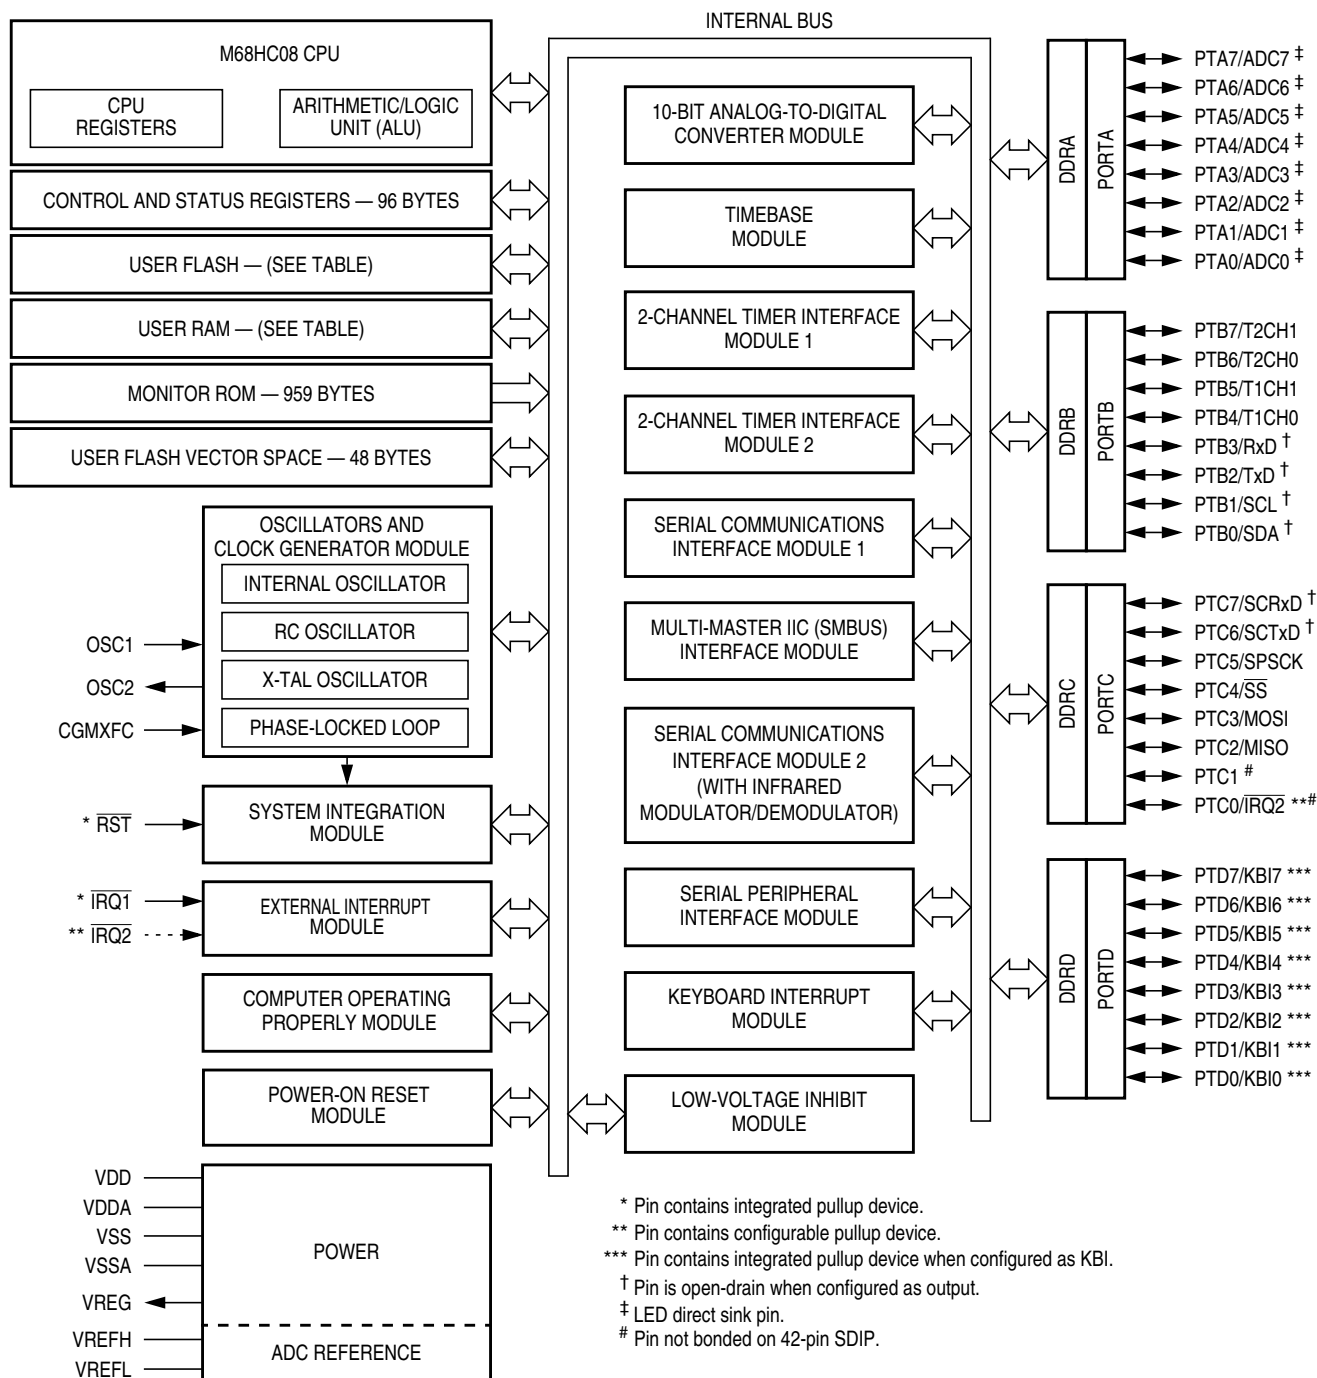 INTERNAL BUS
M68HC08 CPU
CPU
REGISTERS
ARITHMETIC/LOGIC
UNIT (ALU)
CONTROL AND STATUS REGISTERS — 96 BYTES
USER FLASH — (SEE TABLE)
USER RAM — (SEE TABLE)
MONITOR ROM — 959 BYTES
USER FLASH VECTOR SPACE — 48 BYTES
OSCILLATORS AND
CLOCK GENERATOR MODULE
INTERNAL OSCILLATOR
RC OSCILLATOR
X-TAL OSCILLATOR
PHASE-LOCKED LOOP
OSC1
OSC2
CGMXFC
SYSTEM INTEGRATION
MODULE
* RST
EXTERNAL INTERRUPT
MODULE
* IRQ1
** IRQ2
COMPUTER OPERATING
PROPERLY MODULE
POWER-ON RESET
MODULE
VDD
VDDA
VSS
VSSA
VREG
VREFH
VREFL
POWER
ADC REFERENCE
10-BIT ANALOG-TO-DIGITAL
CONVERTER MODULE
TIMEBASE
MODULE
2-CHANNEL TIMER INTERFACE
MODULE 1
2-CHANNEL TIMER INTERFACE
MODULE 2
SERIAL COMMUNICATIONS
INTERFACE MODULE 1
MULTI-MASTER IIC (SMBUS)
INTERFACE MODULE
SERIAL COMMUNICATIONS
INTERFACE MODULE 2
(WITH INFRARED
MODULATOR/DEMODULATOR)
SERIAL PERIPHERAL
INTERFACE MODULE
KEYBOARD INTERRUPT
MODULE
LOW-VOLTAGE INHIBIT
MODULE
DDRA
PORTA
PTA7/ADC7 ‡
PTA6/ADC6 ‡
PTA5/ADC5 ‡
PTA4/ADC4 ‡
PTA3/ADC3 ‡
PTA2/ADC2 ‡
PTA1/ADC1 ‡
PTA0/ADC0 ‡
DDRB
PORTB
PTB7/T2CH1
PTB6/T2CH0
PTB5/T1CH1
PTB4/T1CH0
PTB3/RxD †
PTB2/TxD †
PTB1/SCL †
PTB0/SDA †
DDRC
PORTC
PTC7/SCRxD †
PTC6/SCTxD †
PTC5/SPSCK
PTC4/SS
PTC3/MOSI
PTC2/MISO
PTC1 #
PTC0/IRQ2 **#
DDRD
PORTD
PTD7/KBI7 ***
PTD6/KBI6 ***
PTD5/KBI5 ***
PTD4/KBI4 ***
PTD3/KBI3 ***
PTD2/KBI2 ***
PTD1/KBI1 ***
PTD0/KBI0 ***
* Pin contains integrated pullup device.
** Pin contains configurable pullup device.
*** Pin contains integrated pullup device when configured as KBI.
† Pin is open-drain when configured as output.
‡ LED direct sink pin.
# Pin not bonded on 42-pin SDIP.